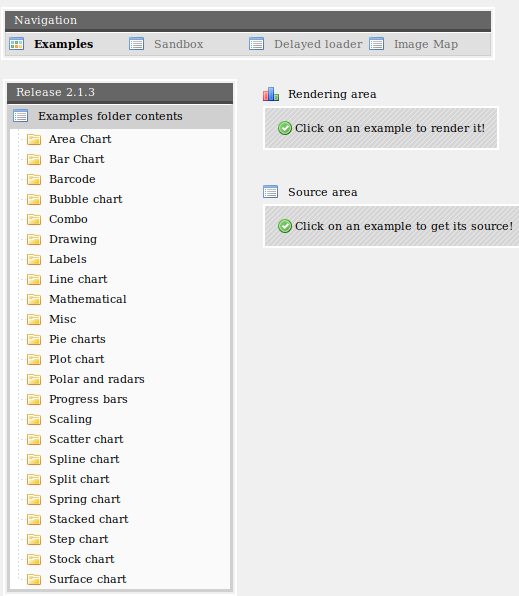 Navigation
Examples Sandbox Delayed loader Image Map
Release 2.1.3
Examples folder contents
Area Chart
Bar Chart
Barcode
Bubble chart
Combo
Drawing
Labels
Line chart
Mathematical
Misc
Pie charts
Plot chart
Polar and radars
Progress bars
Scaling
Scatter chart
Spline chart
Split chart
Spring chart
Stacked chart
Step chart
Stock chart
Surface chart
Rendering area
Click on an example to render it!
Source area
Click on an example to get its source!